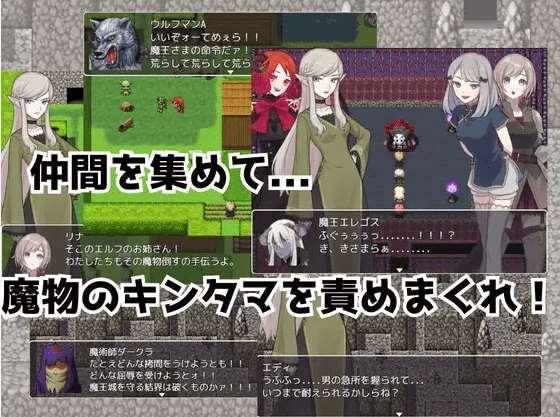 ウルフマンA
いいぞォーてめぇら！！
魔王さまの命令だァ！
荒らして荒らして荒らし
仲間を集めて...
リナ
そこのエルフのお姉さん！
わたしたちもその魔物倒すの手伝うよ。
魔王エレゴス
ふぐぅぅぅっ.......！！！？
き、きさまらぁ........
魔物のキンタマを責めまくれ！
魔術師ダークラ
たとえどんな拷問をうけようとも！！
どんな屈辱を受けようとォ！！
魔王城を守る結界は破くものかァ！！！
エディ
うふふっ....男の急所を握られて...
いつまで耐えられるかしらね？